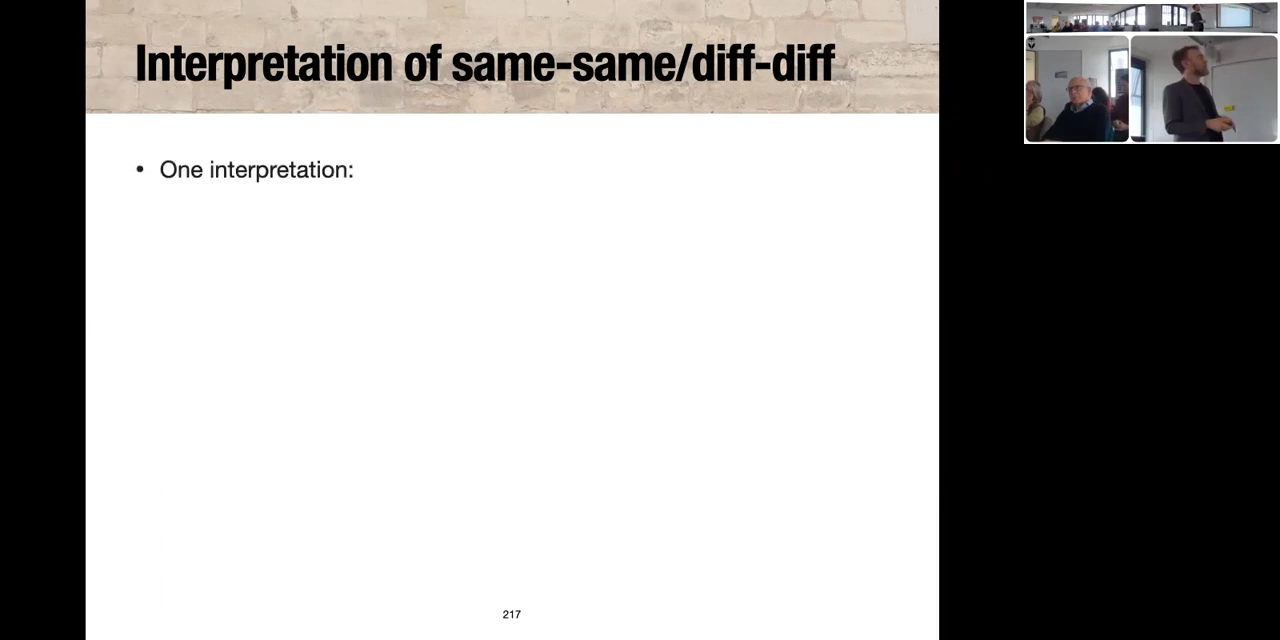 Interpretation of same-same/diff-diff
• One interpretation:
217